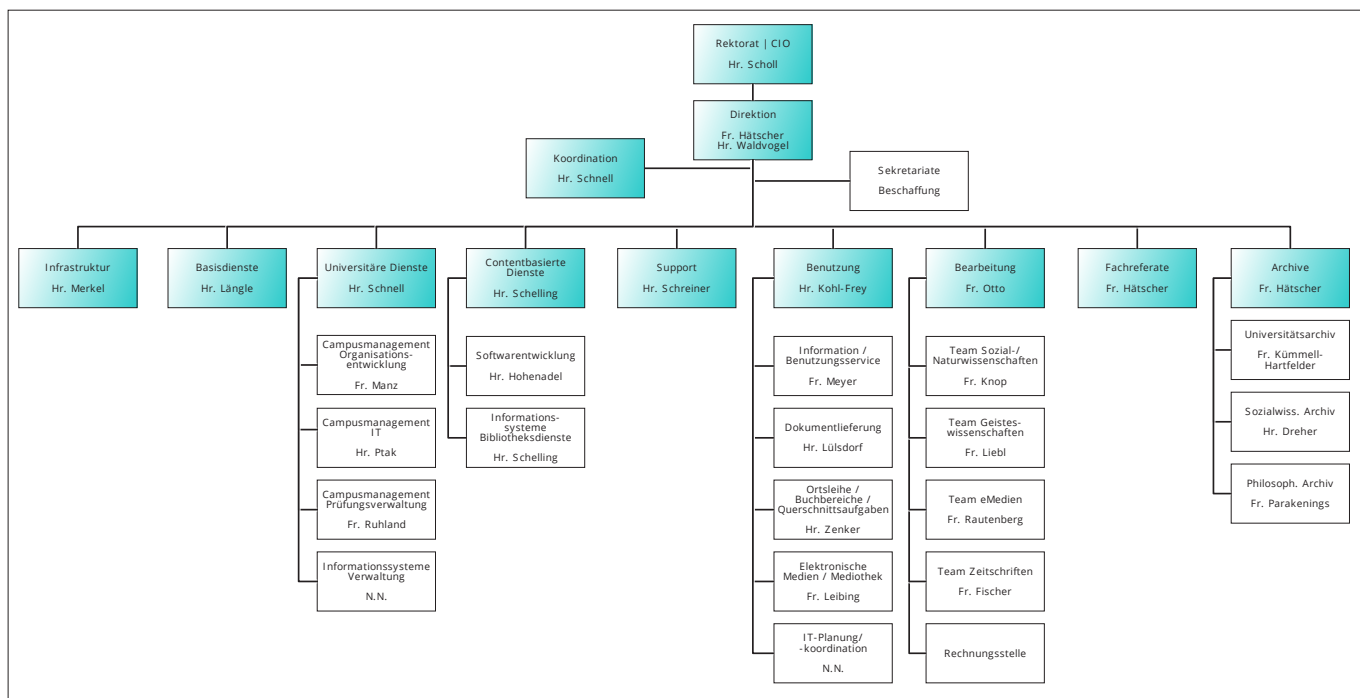 Rektorat | CIO
Hr. Scholl
Direktion
Fr. Hätscher
Hr. Waldvogel
Koordination
Hr. Schnell
Sekretariate
Beschaffung
Infrastruktur
Hr. Merkel
Basisdienste
Hr. Längle
Universitäre Dienste
Hr. Schnell
Contentbasierte
Dienste
Hr. Schelling
Support
Hr. Schreiner
Benutzung
Hr. Kohl-Frey
Bearbeitung
Fr. Otto
Fachreferate
Fr. Hätscher
Archive
Fr. Hätscher
Campusmanagement
Organisations-
entwicklung
Fr. Manz
Campusmanagement
IT
Hr. Ptak
Campusmanagement
Prüfungsverwaltung
Fr. Ruhland
Informationssysteme
Verwaltung
N.N.
Softwarentwicklung
Hr. Hohenadel
Informations-
systeme
Bibliotheksdienste
Hr. Schelling
Information /
Benutzungsservice
Fr. Meyer
Dokumentlieferung
Hr. Lülsdorf
Ortsleihe /
Buchbereiche /
Querschnittsaufgaben
Hr. Zenker
Elektronische
Medien / Mediothek
Fr. Leibing
IT-Planung/
-koordination
N.N.
Team Sozial-/
Naturwissenschaften
Fr. Knop
Team Geistes-
wissenschaften
Fr. Liebl
Team eMedien
Fr. Rautenberg
Team Zeitschriften
Fr. Fischer
Rechnungsstelle
Universitätsarchiv
Fr. Kümmell-
Hartfelder
Sozialwiss. Archiv
Hr. Dreher
Philosoph. Archiv
Fr. Parakenings